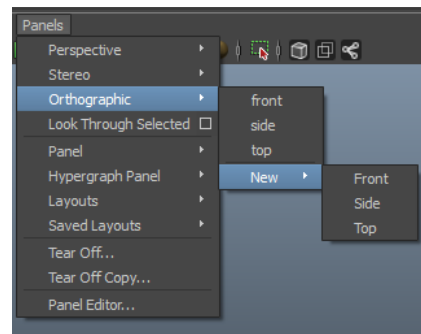 Panels
Perspective
Stereo
Orthographic
Look Through Selected
Panel
Hypergraph Panel
Layouts
Saved Layouts
Tear Off...
Tear Off Copy...
Panel Editor...
front
side
top
New
Front
Side
Top